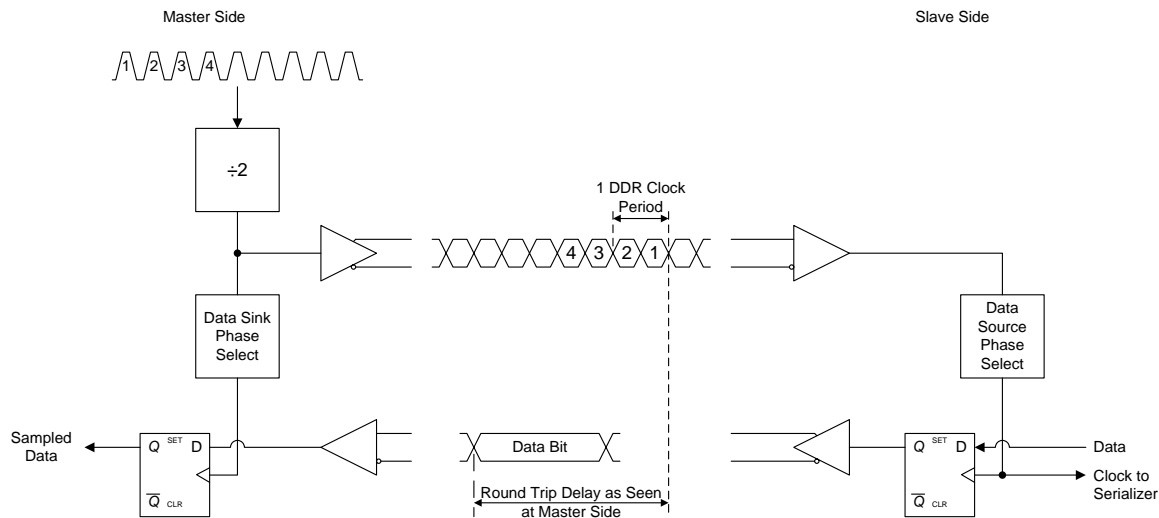 Master Side
Slave Side
1 2 3 4
÷2
1 DDR Clock
Period
4 3 2 1
Data Sink
Phase
Select
Data
Source
Phase
Select
Sampled
Data
Q SET D
Q CLR
Data Bit
Round Trip Delay as Seen
at Master Side
Q SET D
Q CLR
Data
Clock to
Serializer